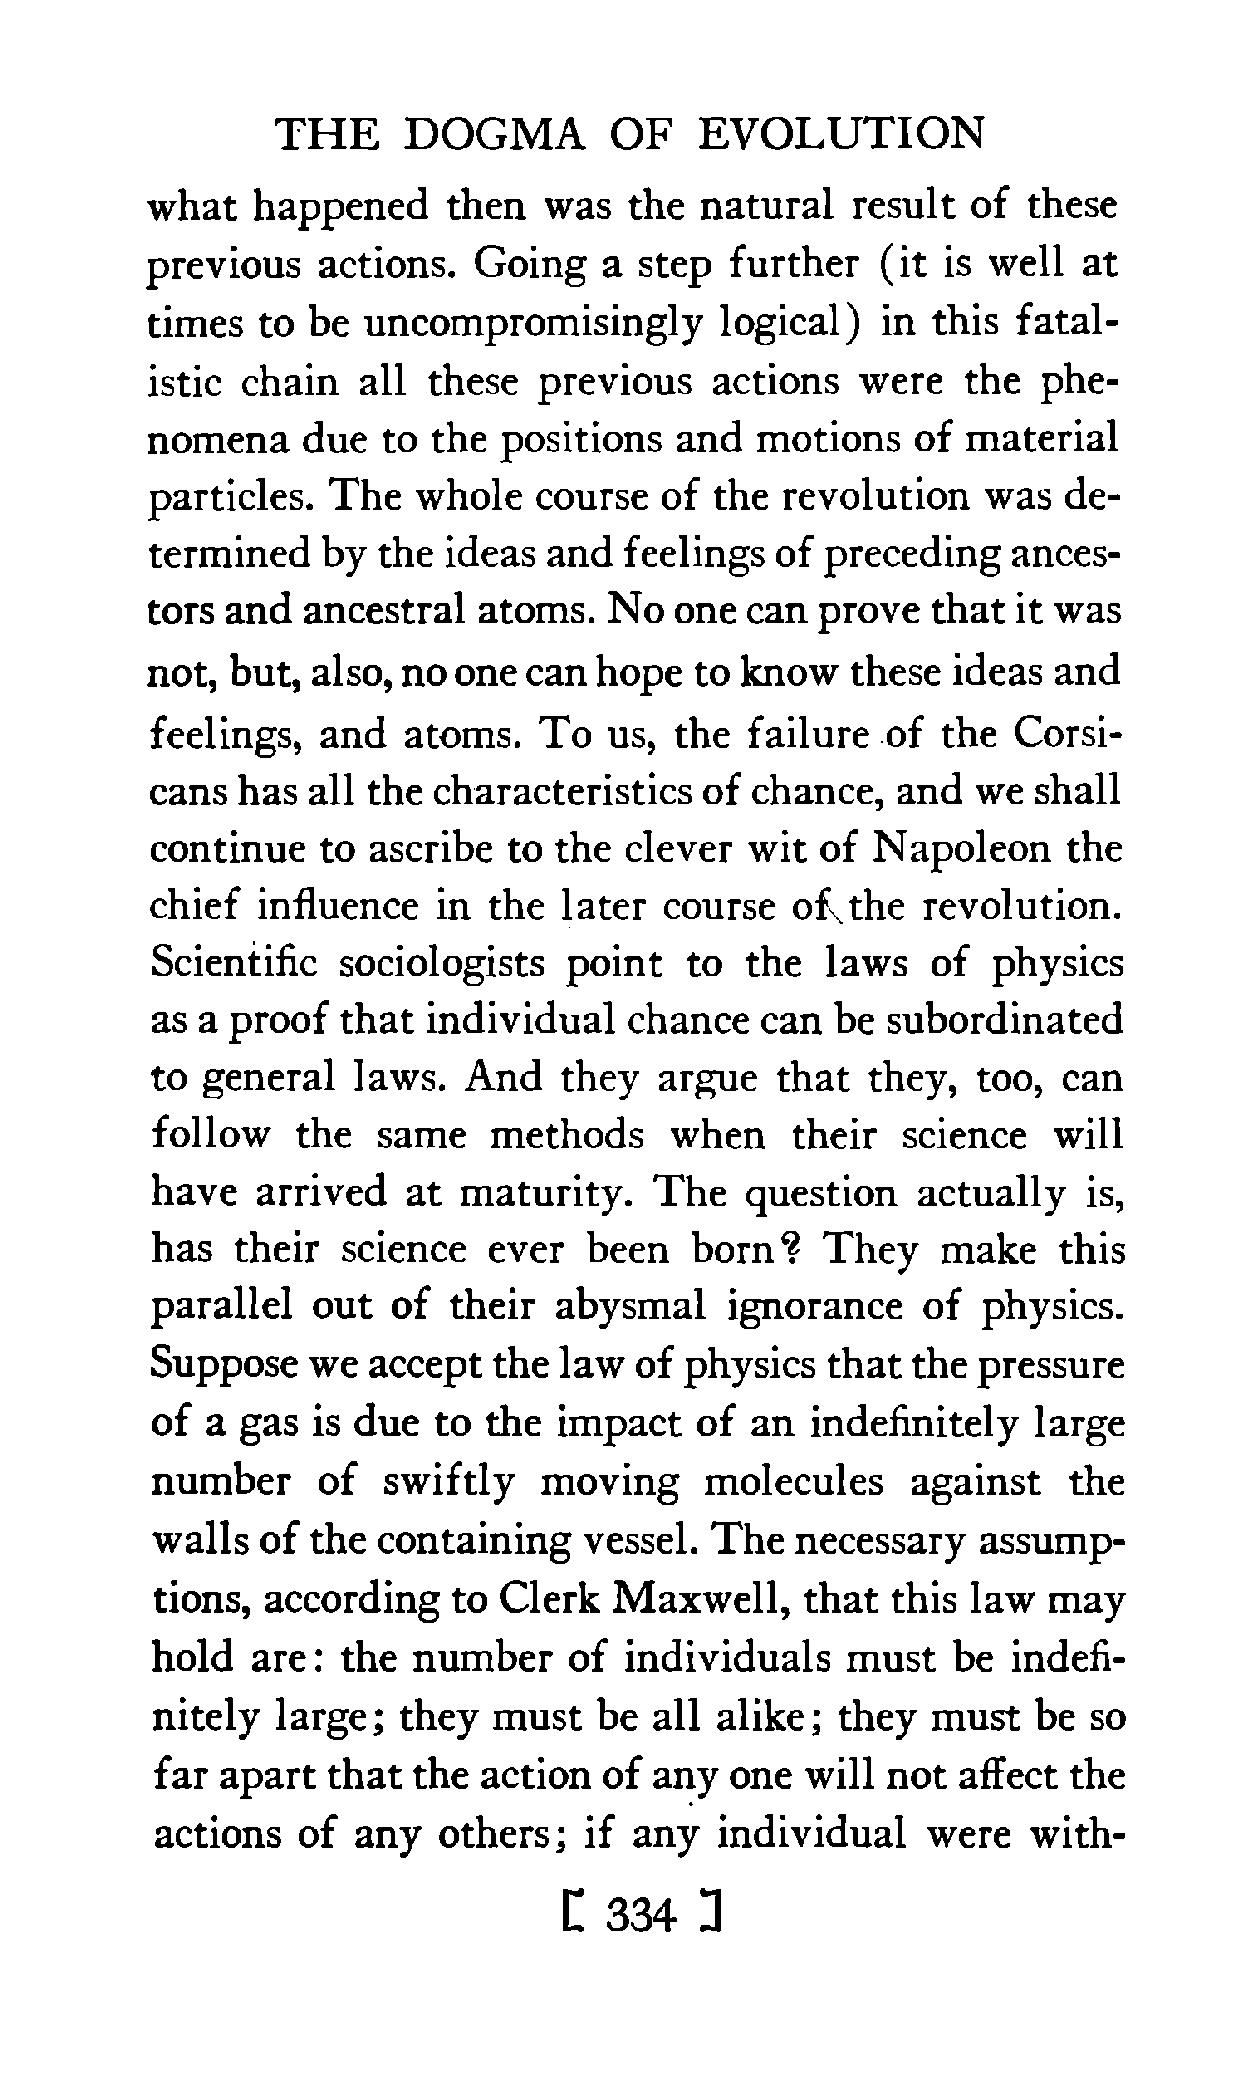 THE DOGMA OF EVOLUTION
what happened then was the natural result of these
previous actions. Going a step further (it is well at
times to be uncompromisingly logical) in this fatal-
istic chain all these previous actions were the phe-
nomena due to the positions and motions of material
particles. The whole course of the revolution was de-
termined by the ideas and feelings of preceding ances-
tors and ancestral atoms. No one can prove that it was
not, but, also, no one can hope to know these ideas and
feelings, and atoms. To us, the failure of the Corsi-
cans has all the characteristics of chance, and we shall
continue to ascribe to the clever wit of Napoleon the
chief influence in the later course of the revolution.
Scientific sociologists point to the laws of physics
as a proof that individual chance can be subordinated
to general laws. And they argue that they, too, can
follow the same methods when their science will
have arrived at maturity. The question actually is,
has their science ever been born? They make this
parallel out of their abysmal ignorance of physics.
Suppose we accept the law of physics that the pressure
of a gas is due to the impact of an indefinitely large
number of swiftly moving molecules against the
walls of the containing vessel. The necessary assump-
tions, according to Clerk Maxwell, that this law may
hold are: the number of individuals must be indefi-
nitely large; they must be all alike; they must be so
far apart that the action of any one will not affect the
actions of any others; if any individual were with-
[ 334 ]